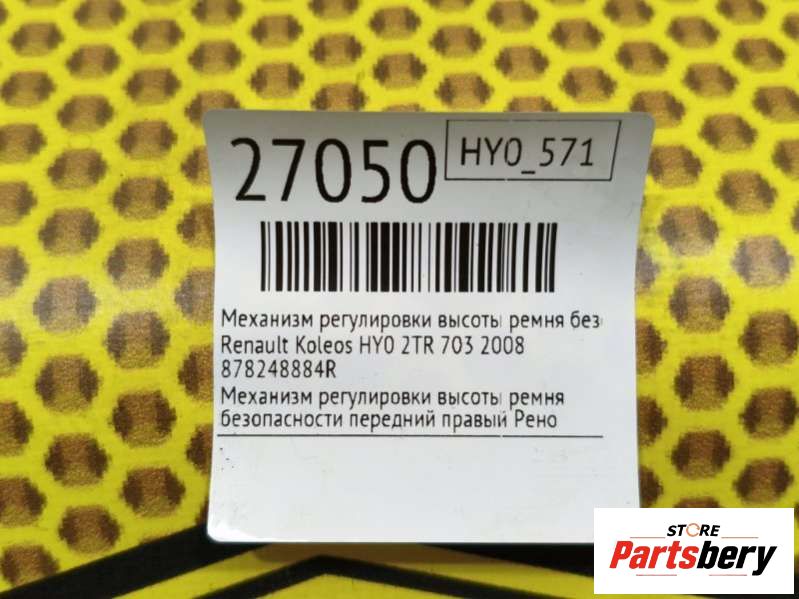 27050
HY0_571
Механизм регулировки высоты ремня без
Renault Koleos HY0 2TR 703 2008
878248884R
Механизм регулировки высоты ремня
безопасности передний правый Рено
STORE
Partsbery